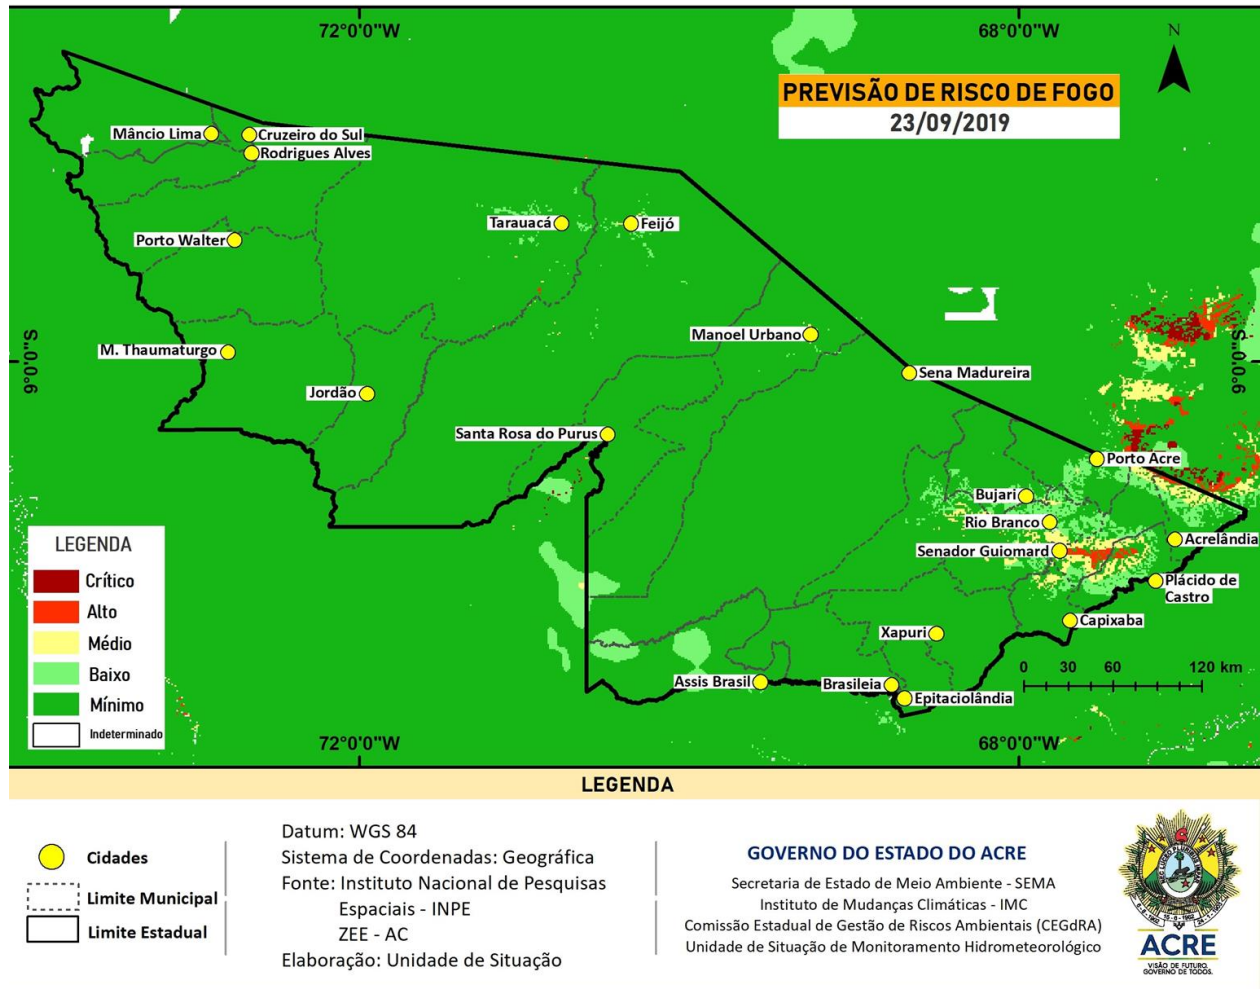 72°0'0"W
68°0'0"W
N
PREVISÃO DE RISCO DE FOGO
23/09/2019
Mâncio Lima
Cruzeiro do Sul
Rodrigues Alves
Tarauacá
Feijó
Porto Walter
Manoel Urbano
9°0'0"S
9°0'0"S
M. Thaumaturgo
Sena Madureira
Jordão
Santa Rosa do Purus
Porto Acre
Bujari
Rio Branco
Acrelândia
Senador Guiomard
Plácido de
Castro
Capixaba
Xapuri
Assis Brasil
Brasileia
Epitaciolândia
0 30 60 120 km
LEGENDA
Crítico
Alto
Médio
Baixo
Mínimo
Indeterminado
72°0'0"W
68°0'0"W
LEGENDA
Cidades
Limite Municipal
Limite Estadual
Datum: WGS 84
Sistema de Coordenadas: Geográfica
Fonte: Instituto Nacional de Pesquisas
Espaciais - INPE
ZEE - AC
Elaboração: Unidade de Situação
GOVERNO DO ESTADO DO ACRE
Secretaria de Estado de Meio Ambiente - SEMA
Instituto de Mudanças Climáticas - IMC
Comissão Estadual de Gestão de Riscos Ambientais (CEGdRA)
Unidade de Situação de Monitoramento Hidrometeorológico
ACRE
VISÃO DE FUTURO.
GOVERNO DE TODOS.